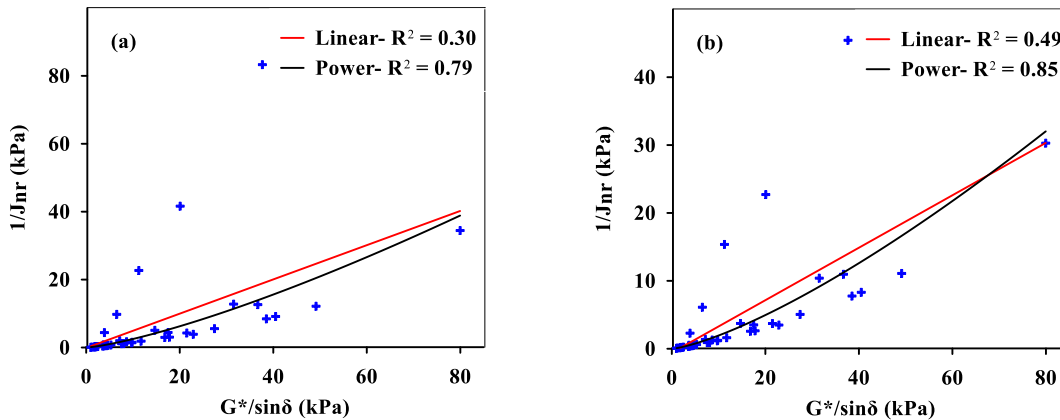 (a)
Linear- R² = 0.30
Power- R² = 0.79
80
60
40
20
0
1/Jnr (kPa)
0 20 40 60 80
G*/sinδ (kPa)
(b)
Linear- R² = 0.49
Power- R² = 0.85
40
30
20
10
0
1/Jnr (kPa)
0 20 40 60 80
G*/sinδ (kPa)